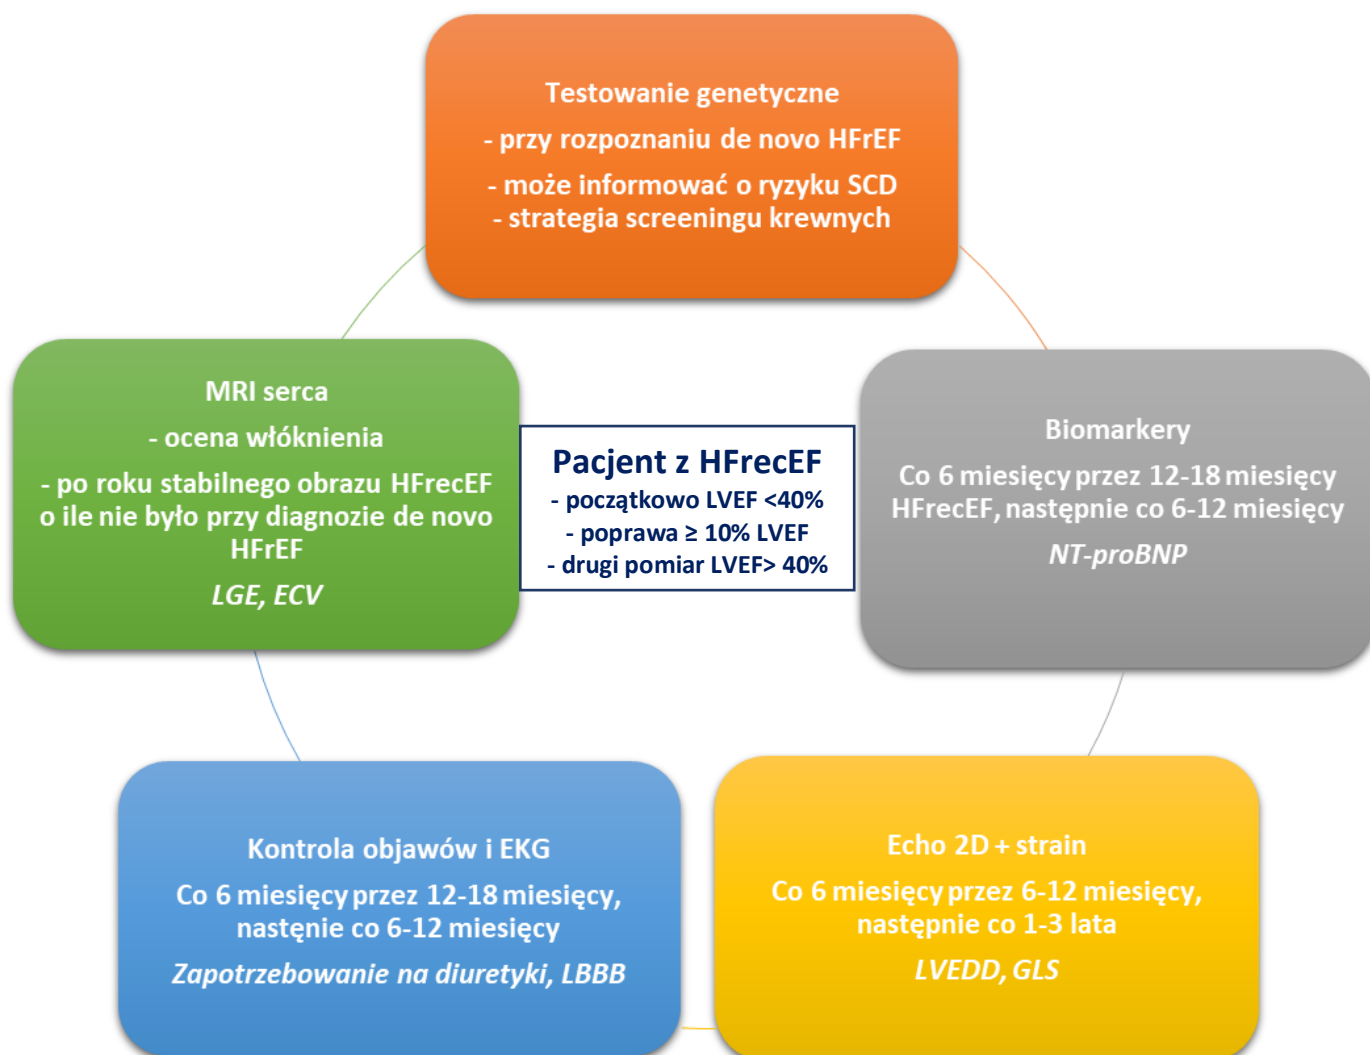 Testowanie genetyczne
- przy rozpoznaniu de novo HFrEF
- może informować o ryzyku SCD
- strategia screeningu krewnych
MRI serca
- ocena włóknienia
- po roku stabilnego obrazu HFrecEF
o ile nie było przy diagnozie de novo
HFrEF
LGE, ECV
Pacjent z HFrecEF
- początkowo LVEF <40%
- poprawa ≥ 10% LVEF
- drugi pomiar LVEF> 40%
Biomarkery
Co 6 miesięcy przez 12-18 miesięcy
HFrecEF, następnie co 6-12 miesięcy
NT-proBNP
Kontrola objawów i EKG
Co 6 miesięcy przez 12-18 miesięcy,
nastęnie co 6-12 miesięcy
Zapotrzebowanie na diuretyki, LBBB
Echo 2D + strain
Co 6 miesięcy przez 6-12 miesięcy,
następnie co 1-3 lata
LVEDD, GLS